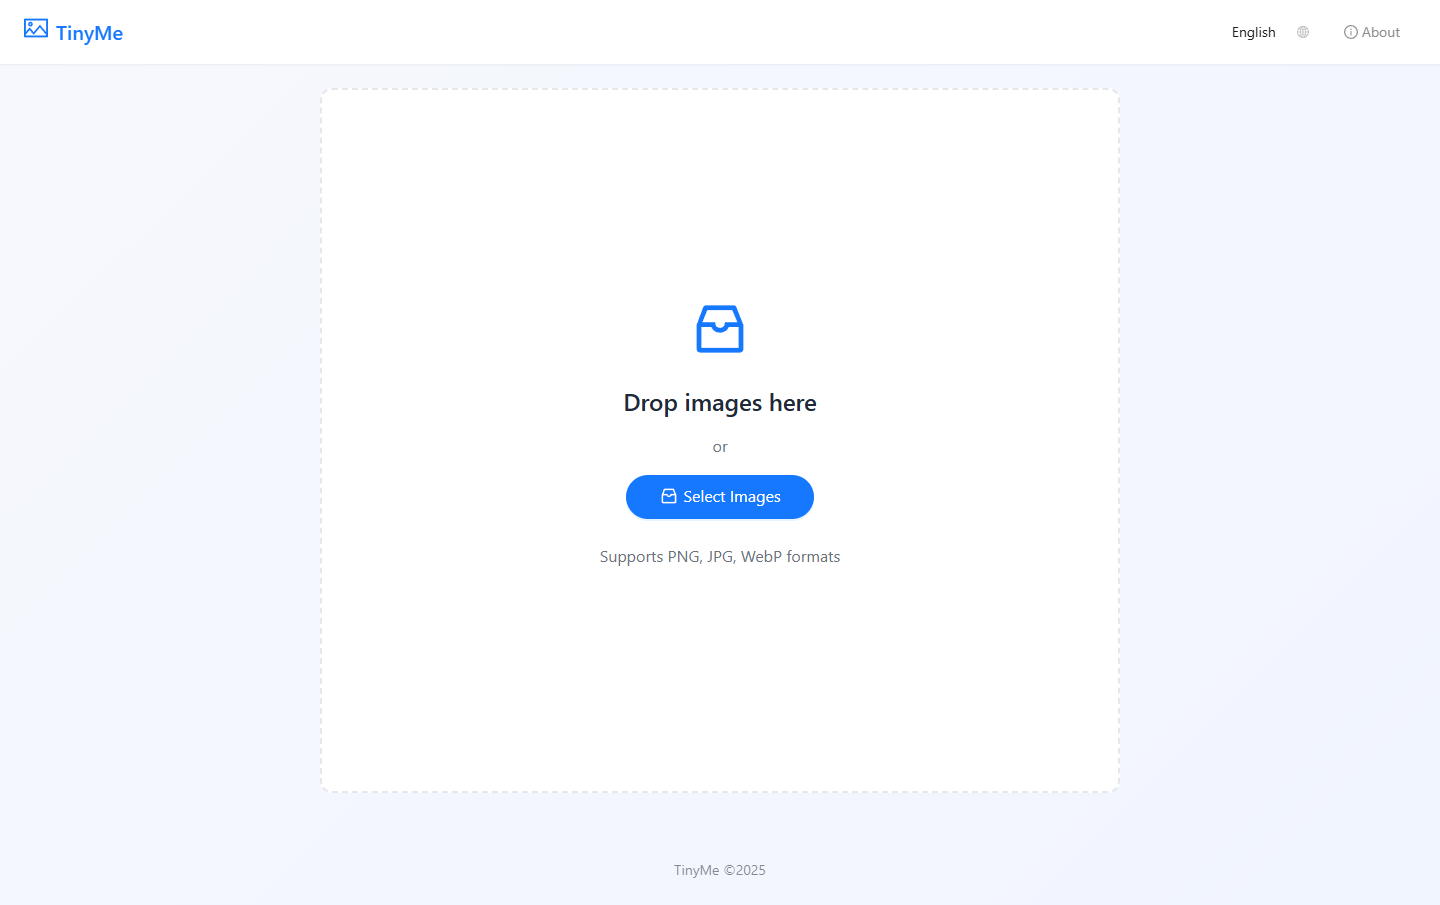 TinyMe
English
About
Drop images here
or
Select Images
Supports PNG, JPG, WebP formats
TinyMe ©2025